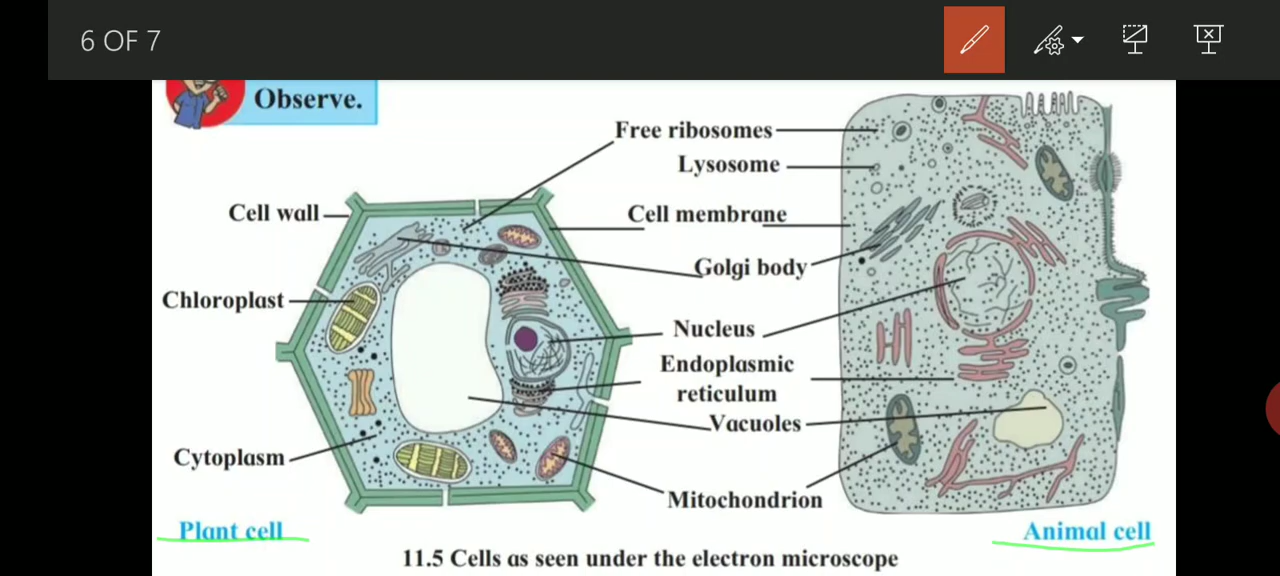 6 OF 7
Observe.
Free ribosomes
Lysosome
Cell wall
Cell membrane
Golgi body
Chloroplast
Nucleus
Endoplasmic
reticulum
Vacuoles
Cytoplasm
Mitochondrion
Plant cell
Animal cell
11.5 Cells as seen under the electron microscope